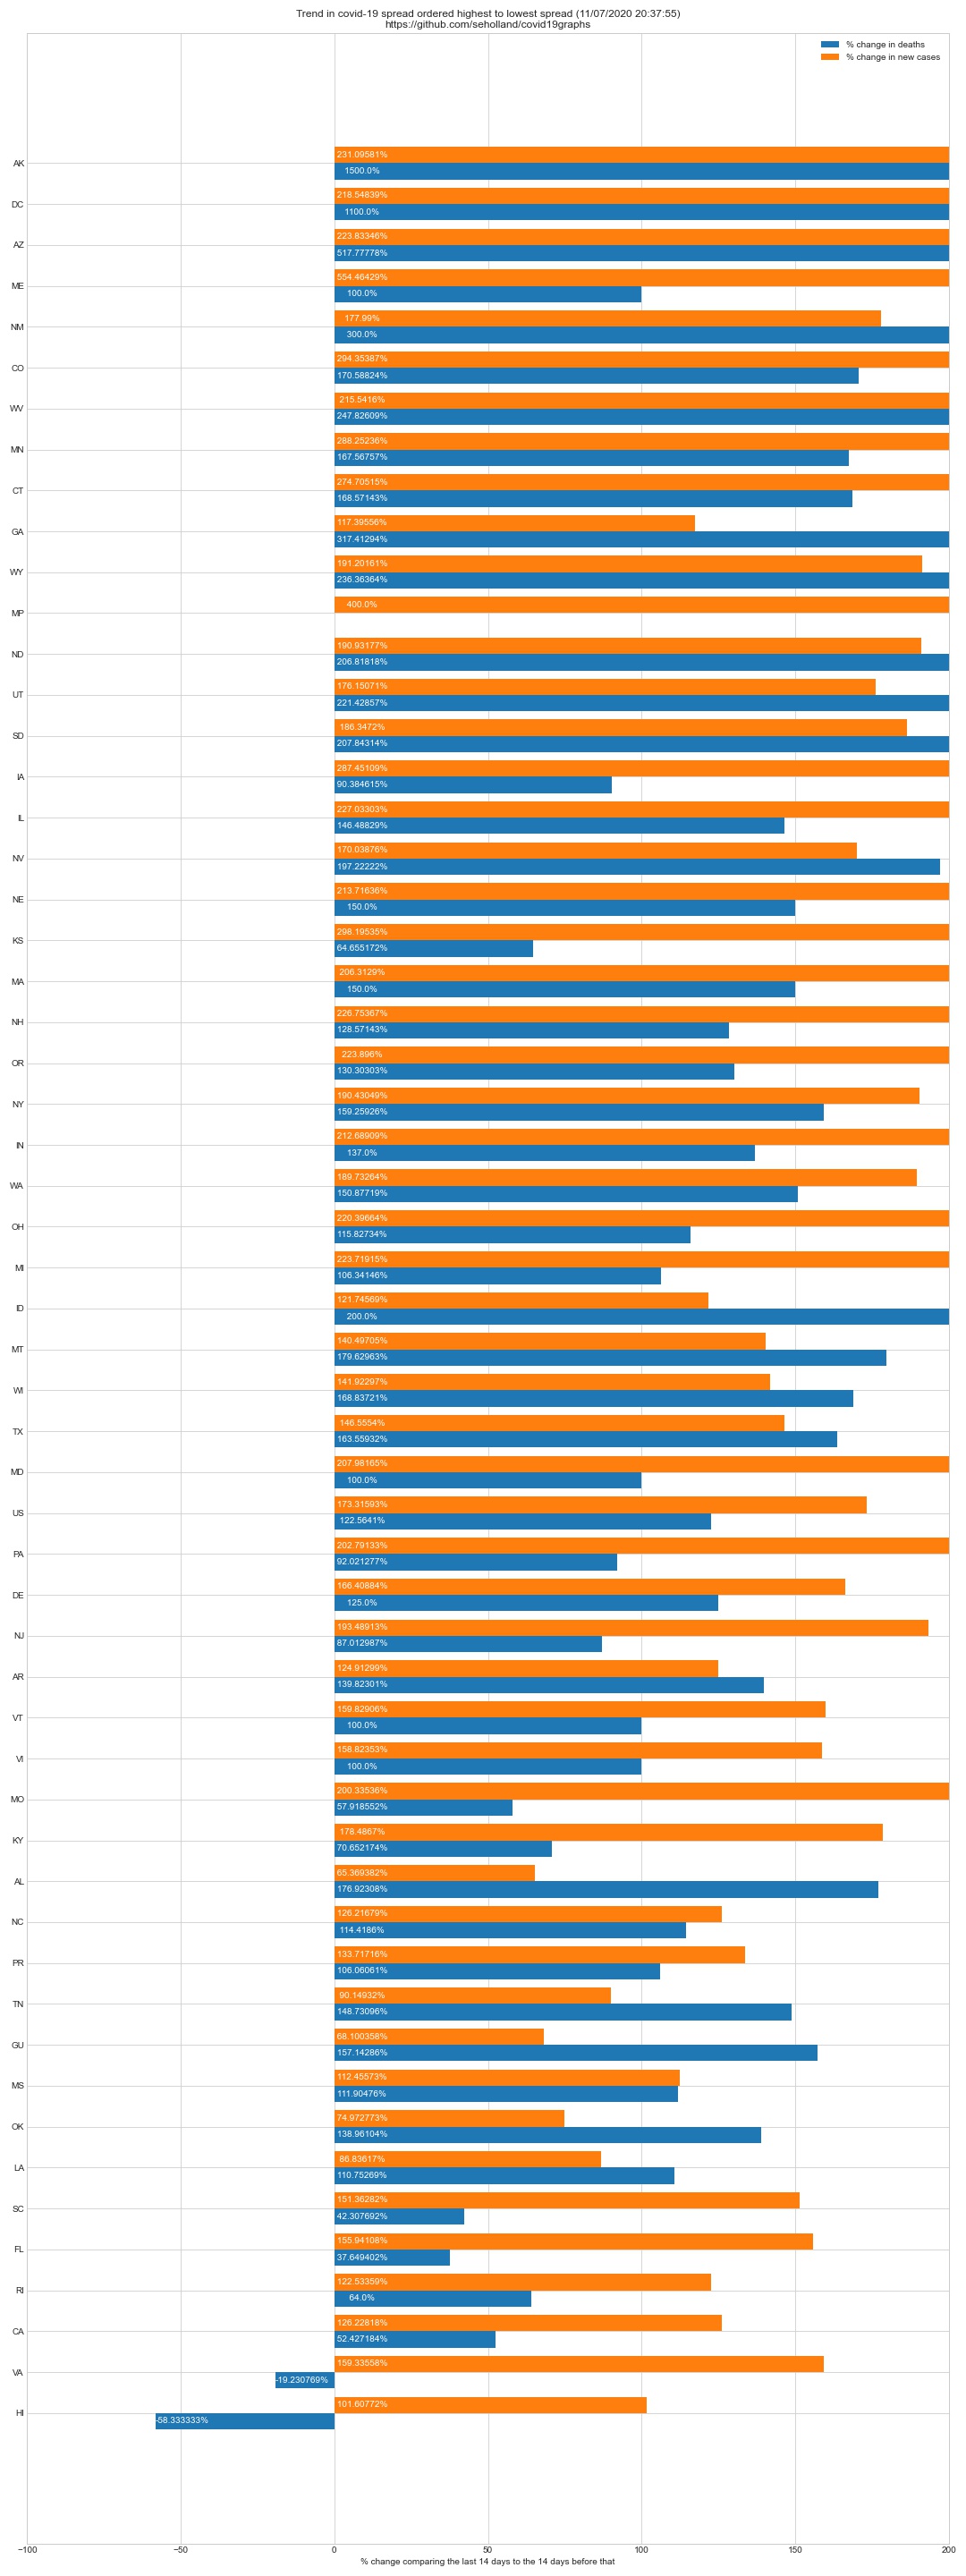 Trend in covid-19 spread ordered highest to lowest spread (11/07/2020 20:37:55)
https://github.com/seholland/covid19graphs
% change in deaths
% change in new cases
231.09581%
AK
1500.0%
218.54839%
DC
1100.0%
223.83346%
AZ
517.77778%
554.46429%
ME
100.0%
177.99%
NM
300.0%
294.35387%
CO
170.58824%
215.5416%
WV
247.82609%
288.25236%
MN
167.56757%
274.70515%
CT
168.57143%
117.39556%
GA
317.41294%
191.20161%
WY
236.36364%
400.0%
MP
190.93177%
ND
206.81818%
176.15071%
UT
221.42857%
186.3472%
SD
207.84314%
287.45109%
IA
90.384615%
227.03303%
IL
146.48829%
170.03876%
NV
197.22222%
213.71636%
NE
150.0%
298.19535%
KS
64.655172%
206.3129%
MA
150.0%
226.75367%
NH
128.57143%
223.896%
OR
130.30303%
190.43049%
NY
159.25926%
212.68909%
IN
137.0%
189.73264%
WA
150.87719%
220.39664%
OH
115.82734%
223.71915%
MI
106.34146%
121.74569%
ID
200.0%
140.49705%
MT
179.62963%
141.92297%
WI
168.83721%
146.5554%
TX
163.55932%
207.98165%
MD
100.0%
173.31593%
US
122.5641%
202.79133%
PA
92.021277%
166.40884%
DE
125.0%
193.48913%
NJ
87.012987%
124.91299%
AR
139.82301%
159.82906%
VT
100.0%
158.82353%
VI
100.0%
200.33536%
MO
57.918552%
178.4867%
KY
70.652174%
65.369382%
AL
176.92308%
126.21679%
NC
114.4186%
133.71716%
PR
106.06061%
90.14932%
TN
148.73096%
68.100358%
GU
157.14286%
112.45573%
MS
111.90476%
74.972773%
OK
138.96104%
86.83617%
LA
110.75269%
151.36282%
SC
42.307692%
155.94108%
FL
37.649402%
122.53359%
RI
64.0%
126.22818%
CA
52.427184%
159.33558%
VA
-19.230769%
101.60772%
HI
-58.333333%
−100 −50 0 50 100 150 200
% change comparing the last 14 days to the 14 days before that